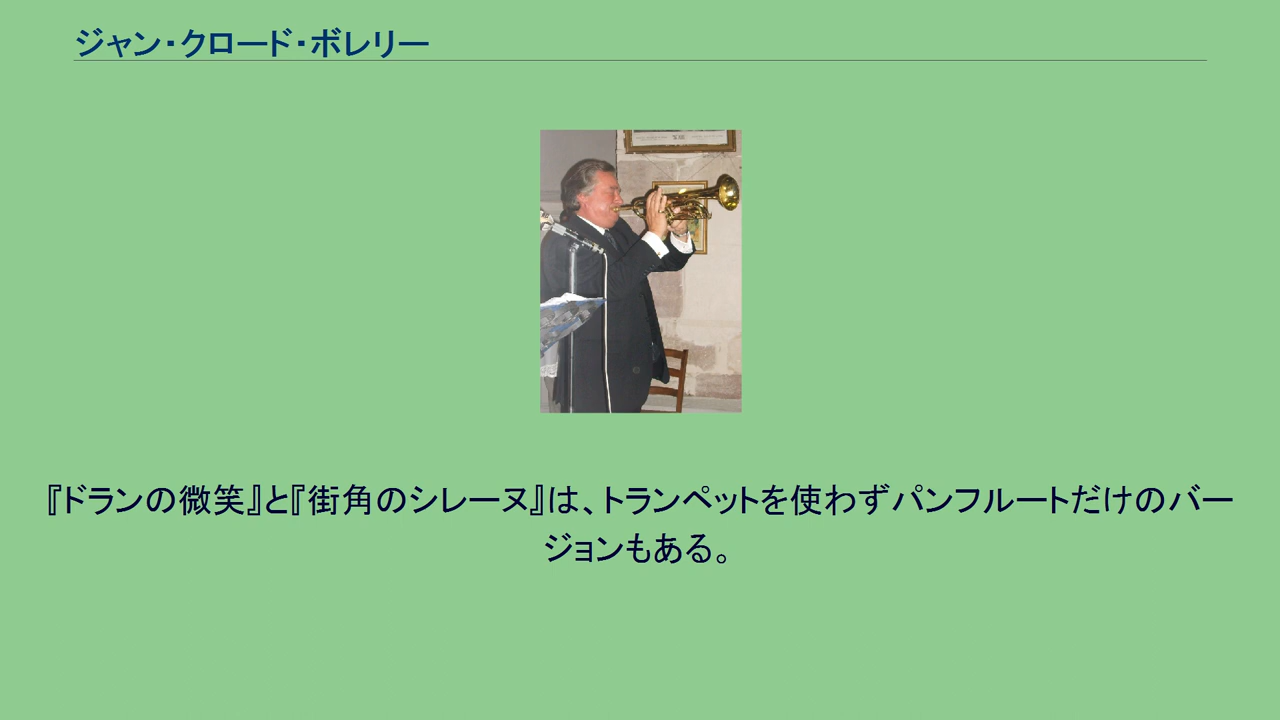 ジャン・クロード・ボレリー
『ドランの微笑』と『街角のシレーヌ』は、トランペットを使わずパンフルートだけのバー
ジョンもある。